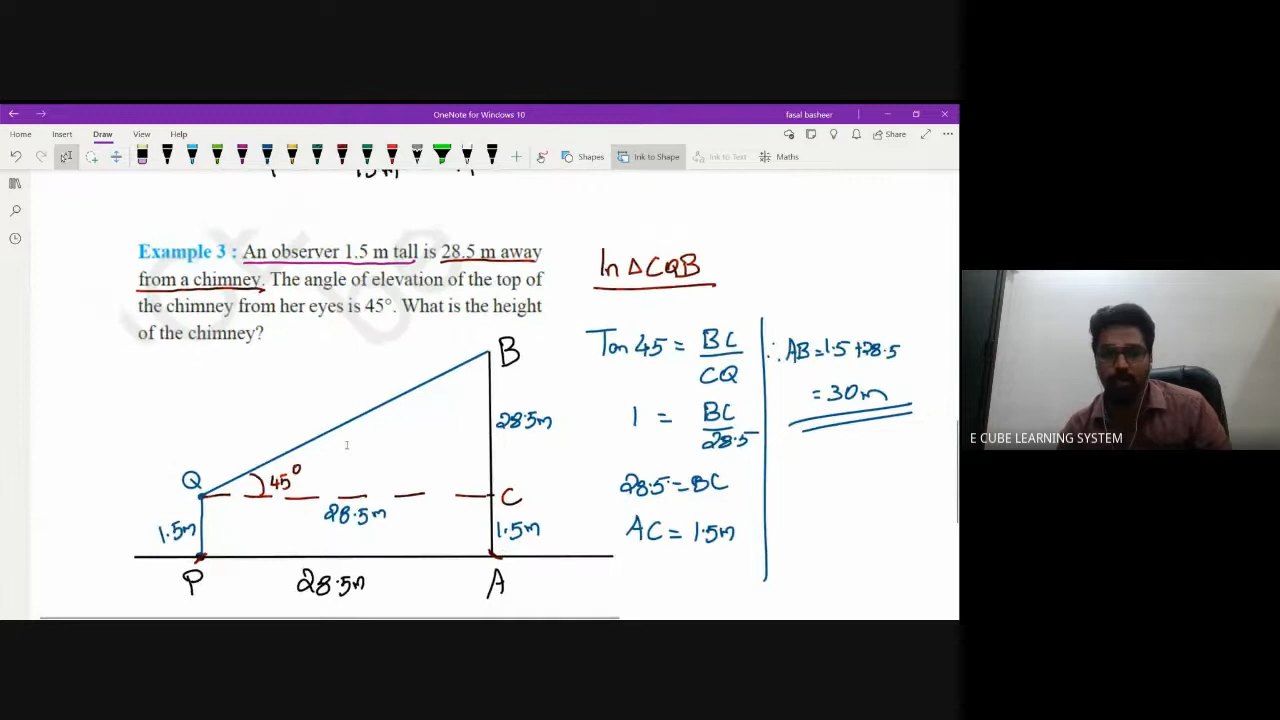 OneNote for Windows 10
fasal basheer
Home Insert Draw View Help
Share
Shapes
Ink to Shape
Ink to Text
Maths
Example 3 : An observer 1.5 m tall is 28.5 m away
from a chimney. The angle of elevation of the top of
the chimney from her eyes is 45°. What is the height
of the chimney?
B
28.5m
Q
45°
C
28.5m
1.5m
1.5m
P
28.5m
A
In △CQB
Tan 45 = BC
CQ
1 = BC
28.5
28.5 = BC
AC = 1.5m
∴ AB = 1.5 + 28.5
= 30m
E CUBE LEARNING SYSTEM